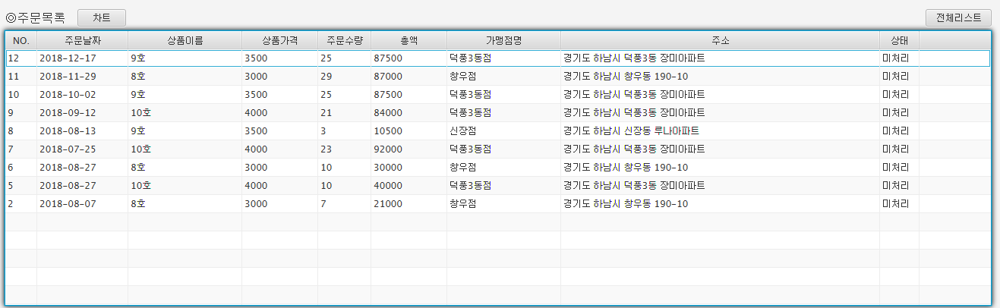 ◎주문목록 차트 전체리스트
NO. 주문날짜 상품이름 상품가격 주문수량 총액 가맹점명 주소 상태
12 2018-12-17 9호 3500 25 87500 덕풍3동점 경기도 하남시 덕풍3동 장미아파트 미처리
11 2018-11-29 8호 3000 29 87000 창우점 경기도 하남시 창우동 190-10 미처리
10 2018-10-02 9호 3500 25 87500 덕풍3동점 경기도 하남시 덕풍3동 장미아파트 미처리
9 2018-09-12 10호 4000 21 84000 덕풍3동점 경기도 하남시 덕풍3동 장미아파트 미처리
8 2018-08-13 9호 3500 3 10500 신장점 경기도 하남시 신장동 루나아파트 미처리
7 2018-07-25 10호 4000 23 92000 덕풍3동점 경기도 하남시 덕풍3동 장미아파트 미처리
6 2018-08-27 8호 3000 10 30000 창우점 경기도 하남시 창우동 190-10 미처리
5 2018-08-27 10호 4000 10 40000 덕풍3동점 경기도 하남시 덕풍3동 장미아파트 미처리
2 2018-08-07 8호 3000 7 21000 창우점 경기도 하남시 창우동 190-10 미처리